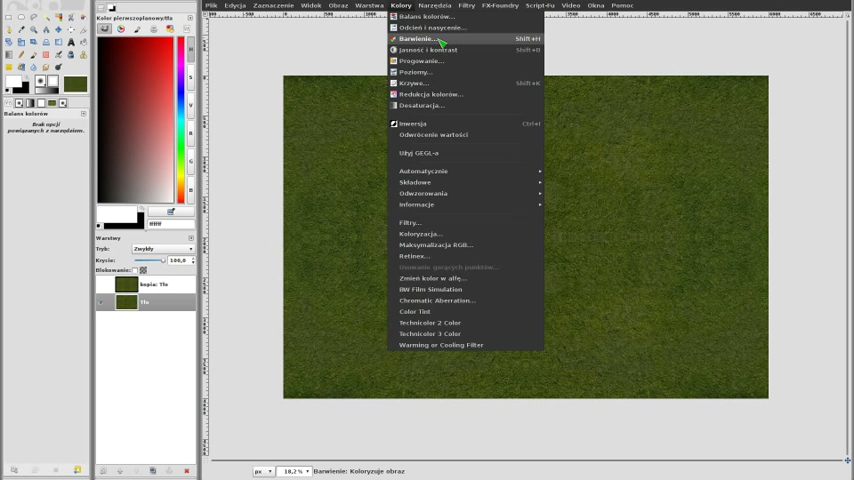 Plik Edycja Zaznaczenie Widok Obraz Warstwa Kolory Narzędzia Filtry FX-Foundry Script-Fu Video Okna Pomoc
Kolor pierwszoplanowy/tła
Balans kolorów...
Odcień i nasycenie...
Barwienie... Shift+H
Jasność i kontrast Shift+B
Progowanie...
Poziomy...
Krzywe... Shift+K
Redukcja kolorów...
Desaturacja...
Inwersja Ctrl+I
Odwrócenie wartości
Użyj GEGL-a
Automatycznie
Składowe
Odwzorowania
Informacje
Filtry...
Koloryzacja...
Maksymalizacja RGB...
Retinex...
Usuwanie gorących punktów...
Zmień kolor w alfę...
BW Film Simulation
Chromatic Aberration...
Color Tint
Technicolor 2 Color
Technicolor 3 Color
Warming or Cooling Filter
Balans kolorów
Brak opcji
powiązanych z narzędziem.
H
S
V
R
G
B
ffffff
Warstwy
Tryb: Zwykły
Krycie: 100,0
Blokowanie:
kopia: Tło
Tło
px 18,2% Barwienie: Koloryzuje obraz